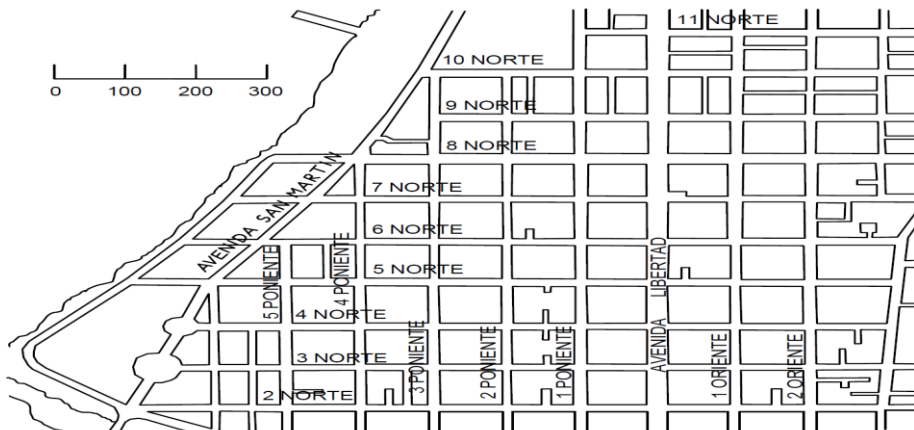 11 NORTE
10 NORTE
0 100 200 300
9 NORTE
8 NORTE
AVENIDA SAN MARTIN
7 NORTE
6 NORTE
5 PONIENTE
4 PONIENTE
5 NORTE
AVENIDA LIBERTAD
4 NORTE
3 NORTE
3 PONIENTE
2 PONIENTE
1 PONIENTE
1 ORIENTE
2 ORIENTE
2 NORTE